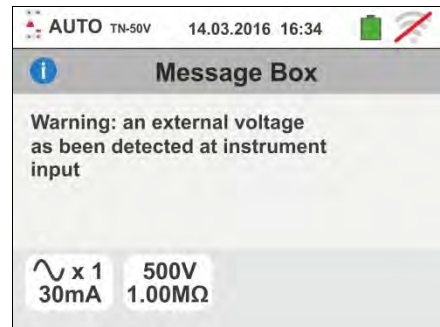 AUTO TN-50V 14.03.2016 16:34
Message Box
Warning: an external voltage
as been detected at instrument
input
x 1 500V
30mA 1.00MΩ